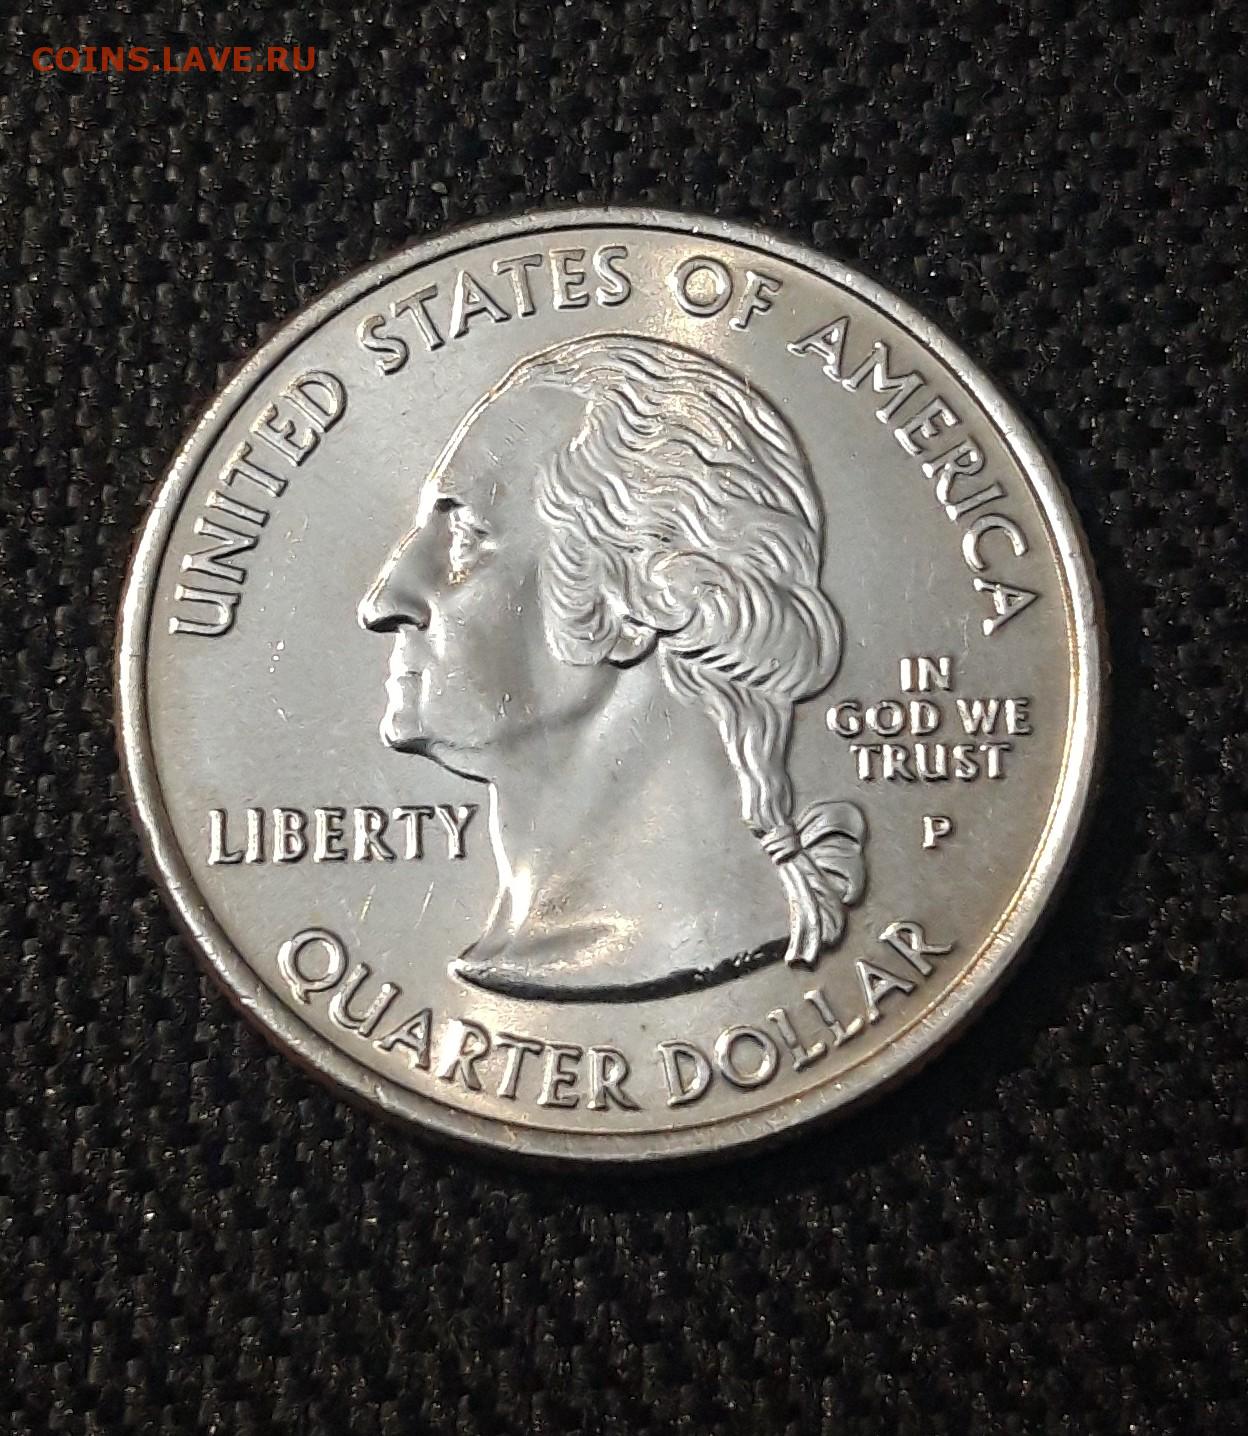 COINS.LAVE.RU
UNITED STATES OF AMERICA
IN
GOD WE
TRUST
LIBERTY
P
QUARTER DOLLAR